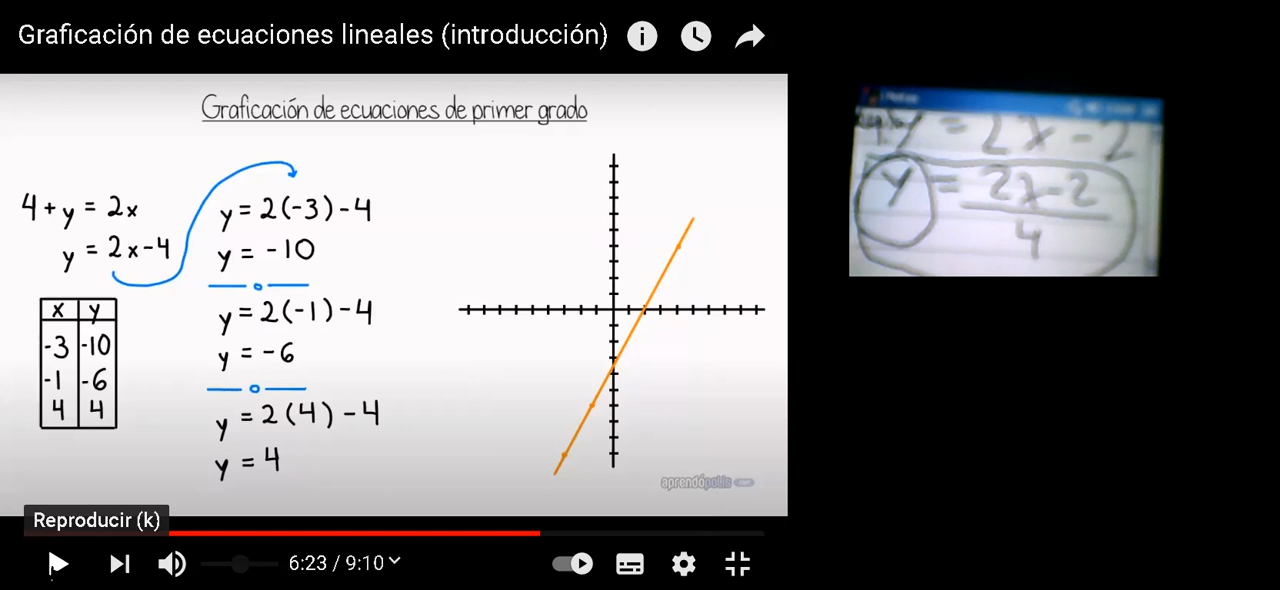 Graficación de ecuaciones lineales (introducción)
Graficación de ecuaciones de primer grado
4 + y = 2x
y = 2x - 4
x y
-3 -10
-1 -6
4 4
y = 2(-3) - 4
y = -10
y = 2(-1) - 4
y = -6
y = 2(4) - 4
y = 4
aprendópolis
y = 2x - 2
y = 2x - 2
4
Reproducir (k)
6:23 / 9:10